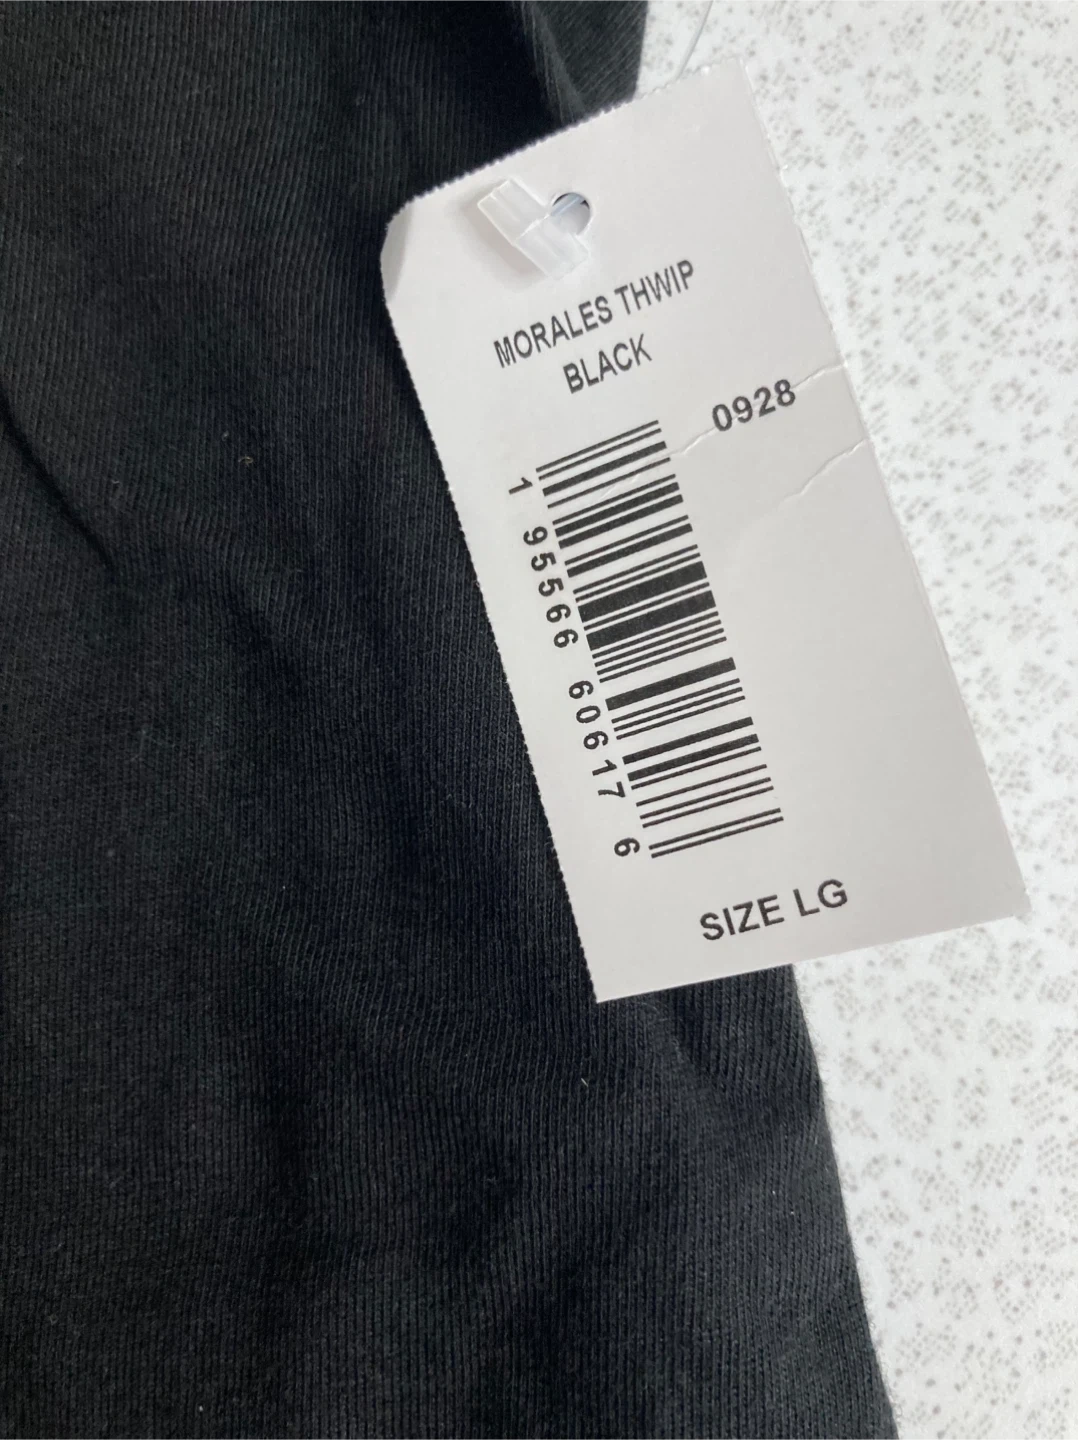 MORALES THWIP
BLACK
0928
1 95566 60617 6
SIZE LG